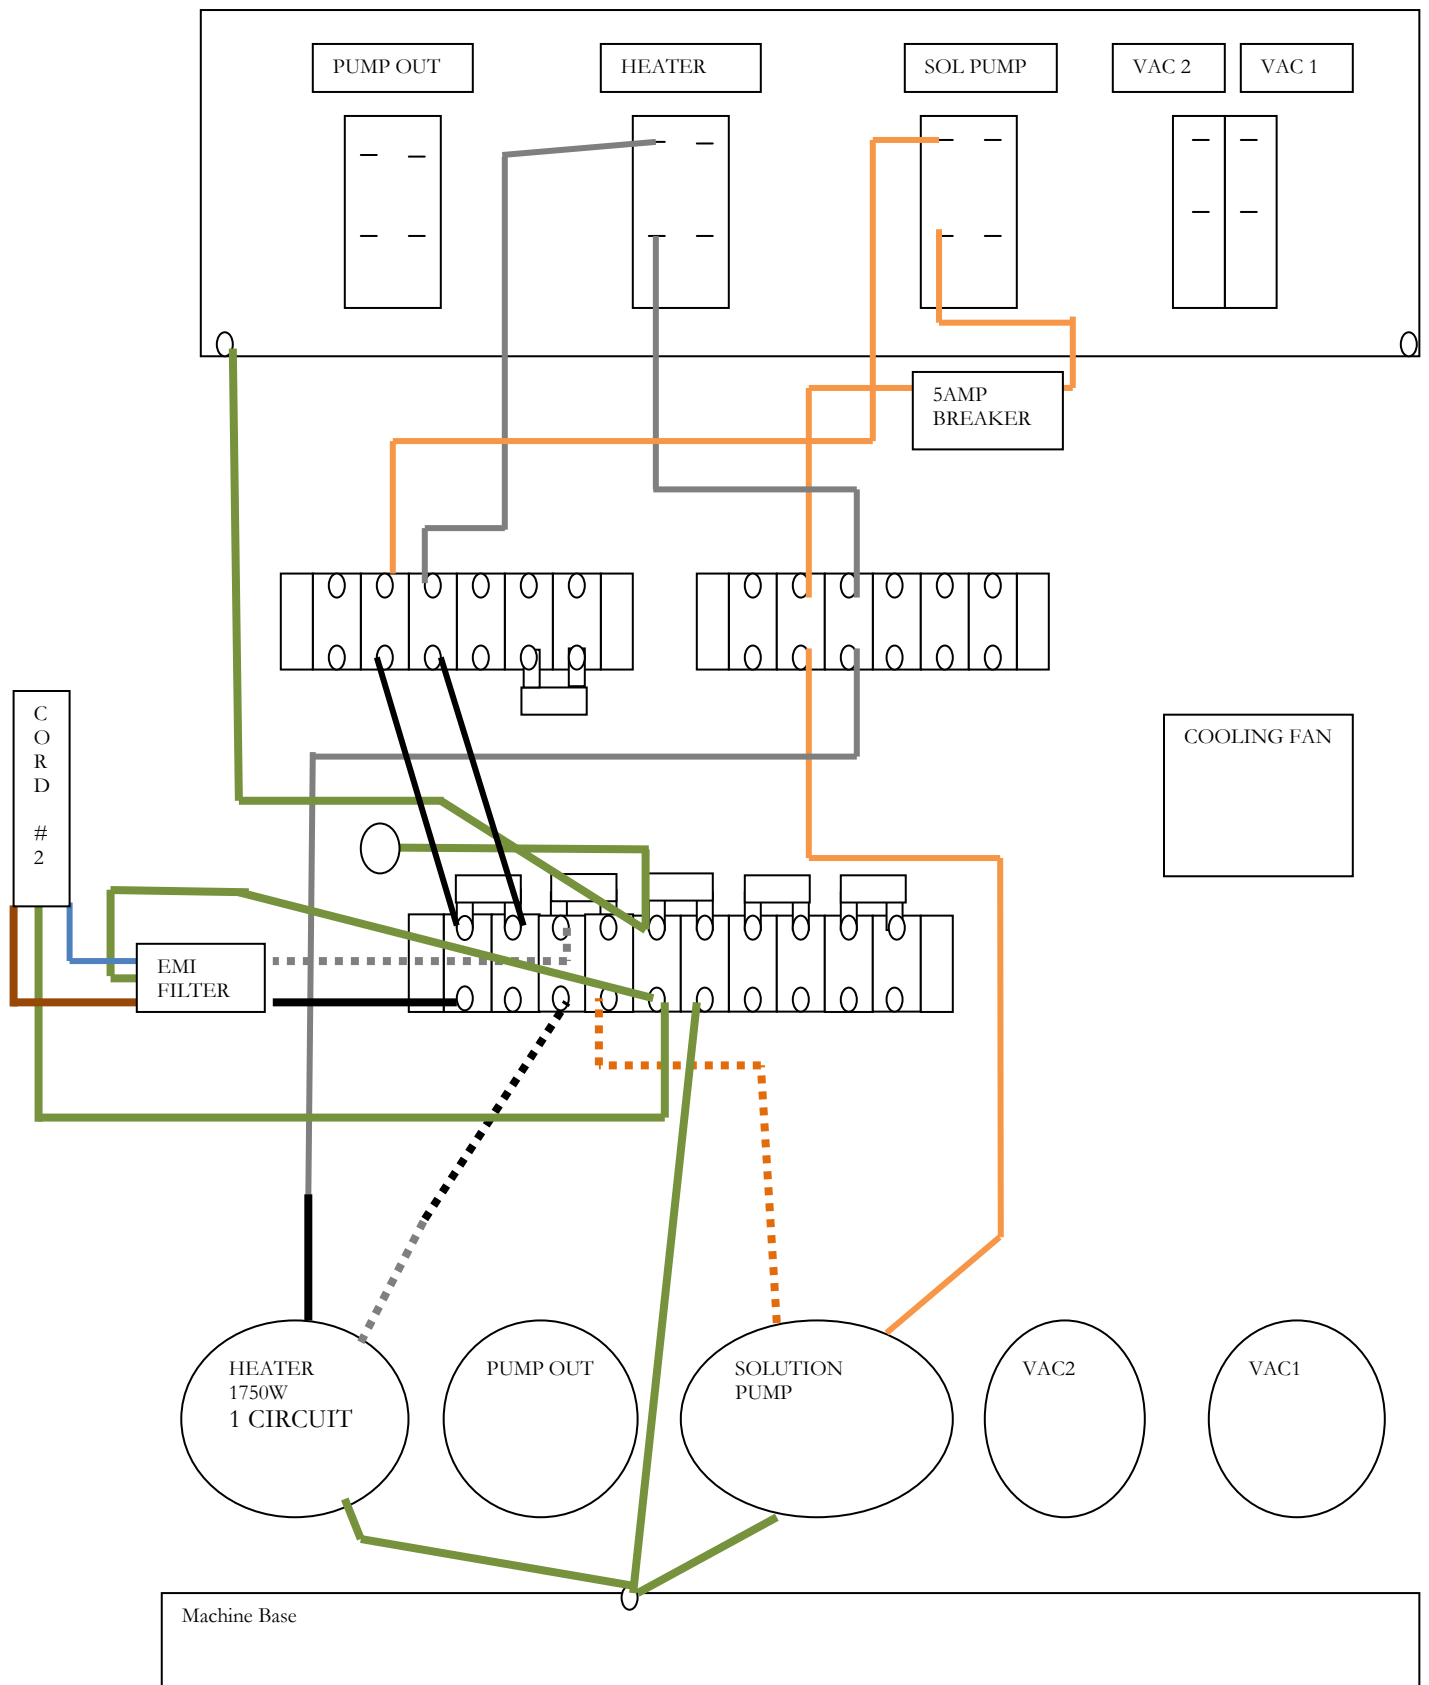 PUMP OUT
HEATER
SOL PUMP
VAC 2
VAC 1
5AMP
BREAKER
C
O
R
D
#
2
COOLING FAN
EMI
FILTER
HEATER
1750W
1 CIRCUIT
PUMP OUT
SOLUTION
PUMP
VAC2
VAC1
Machine Base